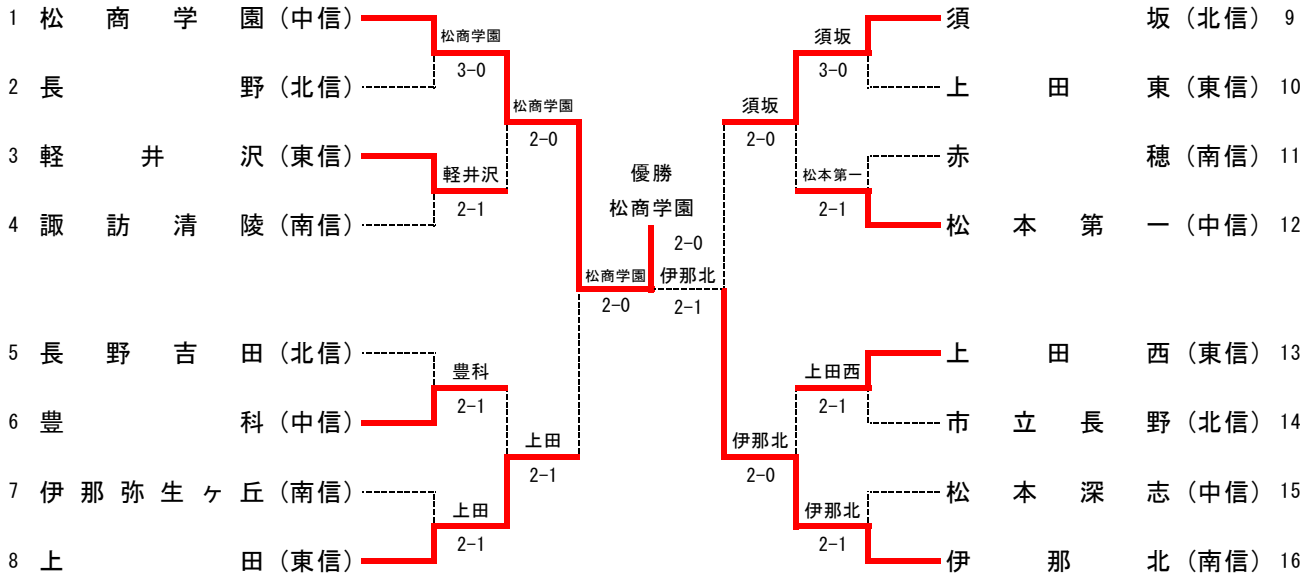 1 松商学園(中信)
2 長野(北信)
3 軽井沢(東信)
4 諏訪清陵(南信)
5 長野吉田(北信)
6 豊科(中信)
7 伊那弥生ヶ丘(南信)
8 上田(東信)
松商学園
3-0
軽井沢
2-1
豊科
2-1
上田
2-1
松商学園
2-0
上田
2-1
松商学園
2-0
優勝
松商学園
2-0
伊那北
2-1
須坂
2-0
伊那北
2-0
須坂
3-0
松本第一
2-1
上田西
2-1
伊那北
2-1
須坂(北信) 9
上田東(東信) 10
赤穂(南信) 11
松本第一(中信) 12
上田西(東信) 13
市立長野(北信) 14
松本深志(中信) 15
伊那北(南信) 16